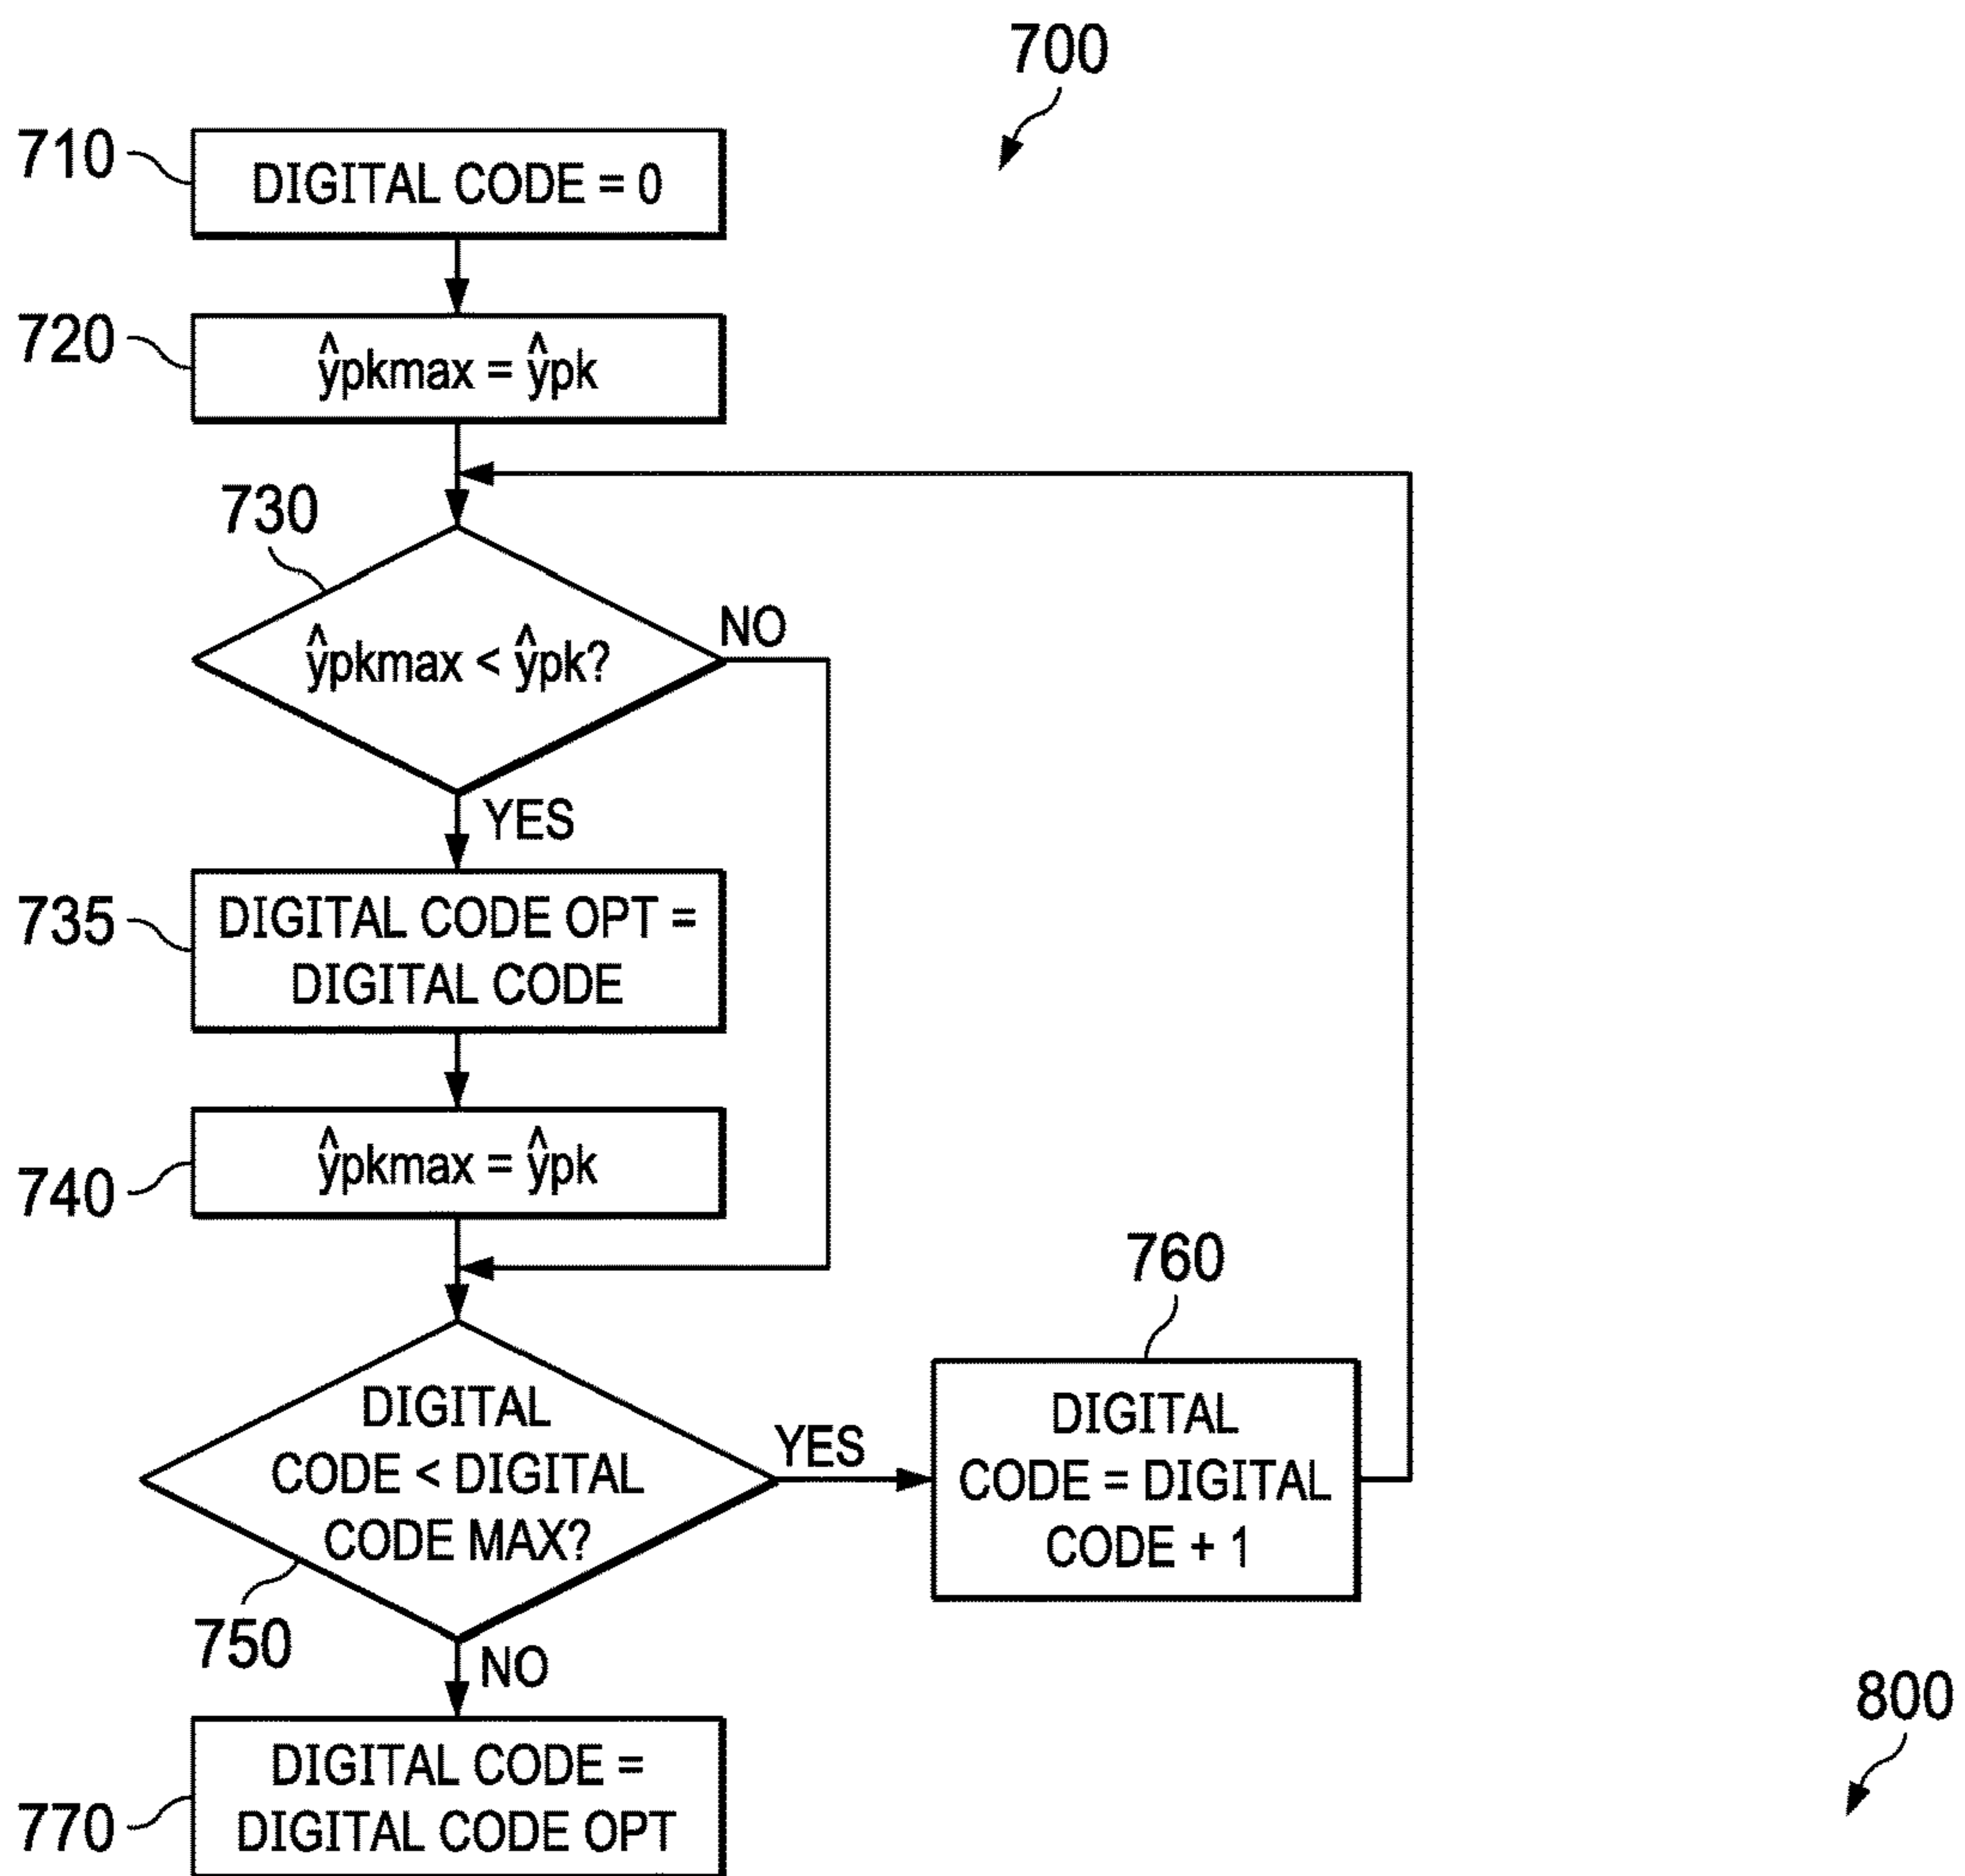 700
710
DIGITAL CODE = 0
720
ŷpkmax = ŷpk
730
ŷpkmax < ŷpk?
NO
YES
735
DIGITAL CODE OPT =
DIGITAL CODE
740
ŷpkmax = ŷpk
760
DIGITAL
CODE < DIGITAL
CODE MAX?
YES
DIGITAL
CODE = DIGITAL
CODE + 1
750
NO
800
770
DIGITAL CODE =
DIGITAL CODE OPT